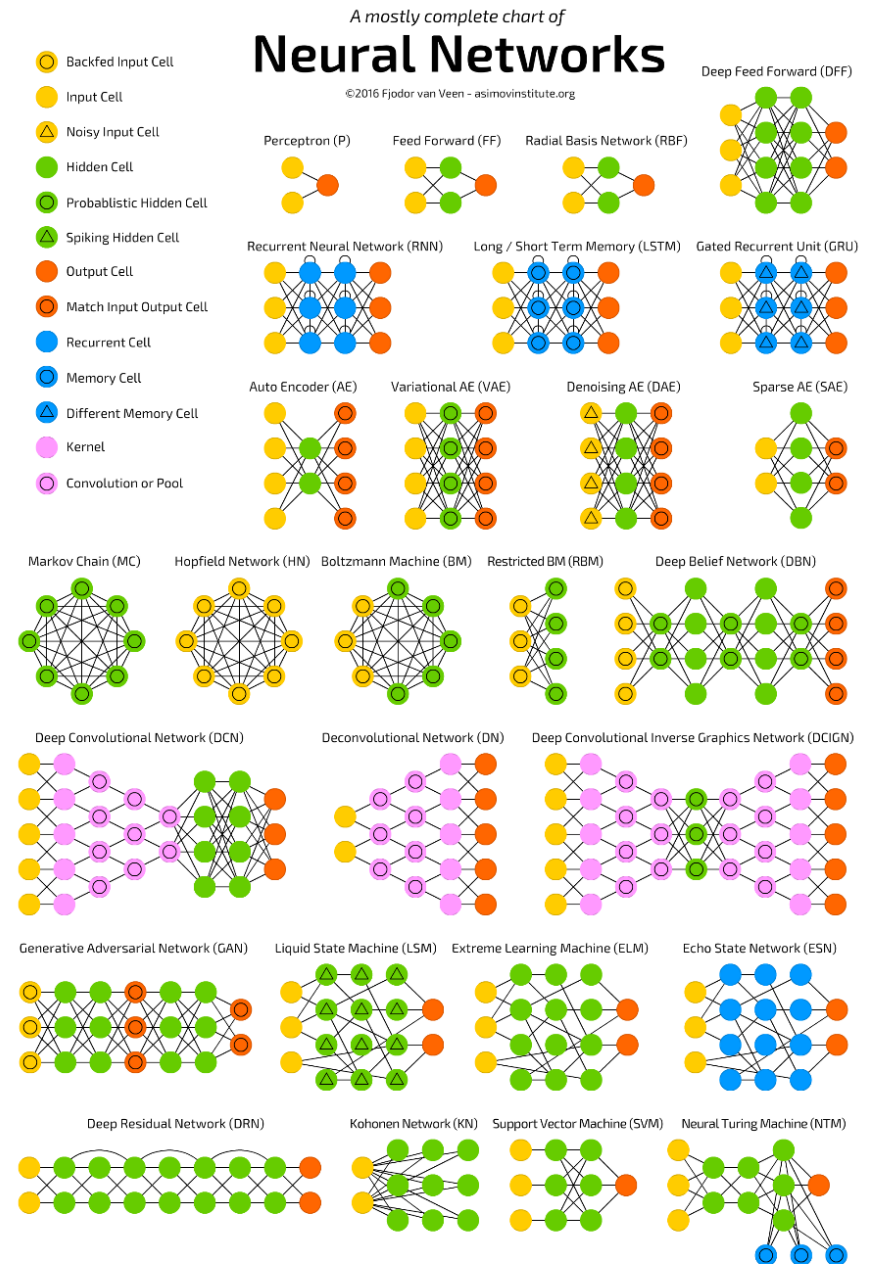 A mostly complete chart of
Neural Networks
©2016 Fjodor van Veen - asimovinstitute.org
Backfed Input Cell
Input Cell
Noisy Input Cell
Hidden Cell
Probablistic Hidden Cell
Spiking Hidden Cell
Output Cell
Match Input Output Cell
Recurrent Cell
Memory Cell
Different Memory Cell
Kernel
Convolution or Pool
Deep Feed Forward (DFF)
Perceptron (P)
Feed Forward (FF)
Radial Basis Network (RBF)
Recurrent Neural Network (RNN)
Long / Short Term Memory (LSTM)
Gated Recurrent Unit (GRU)
Auto Encoder (AE)
Variational AE (VAE)
Denoising AE (DAE)
Sparse AE (SAE)
Markov Chain (MC)
Hopfield Network (HN)
Boltzmann Machine (BM)
Restricted BM (RBM)
Deep Belief Network (DBN)
Deep Convolutional Network (DCN)
Deconvolutional Network (DN)
Deep Convolutional Inverse Graphics Network (DCIGN)
Generative Adversarial Network (GAN)
Liquid State Machine (LSM)
Extreme Learning Machine (ELM)
Echo State Network (ESN)
Deep Residual Network (DRN)
Kohonen Network (KN)
Support Vector Machine (SVM)
Neural Turing Machine (NTM)